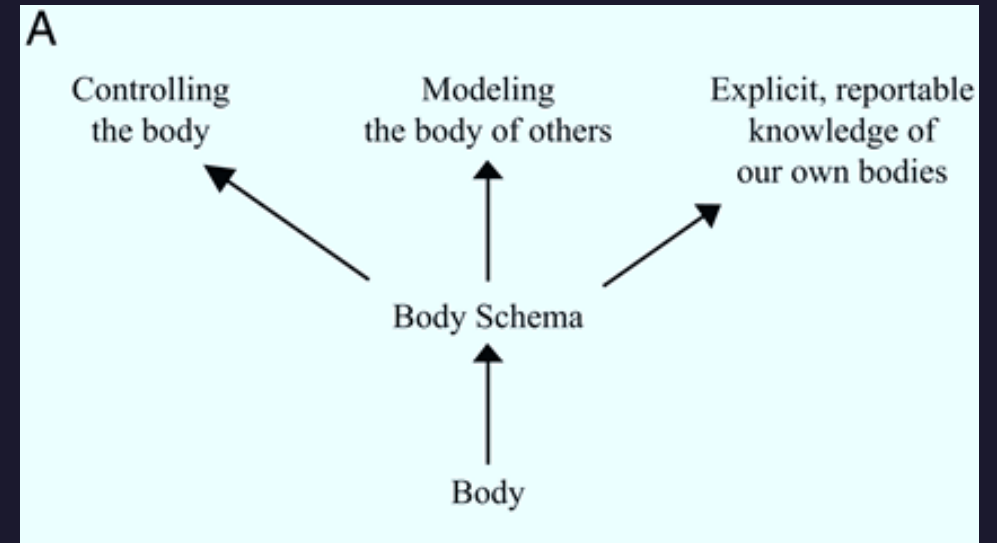 A
Controlling
the body
Modeling
the body of others
Explicit, reportable
knowledge of
our own bodies
Body Schema
Body